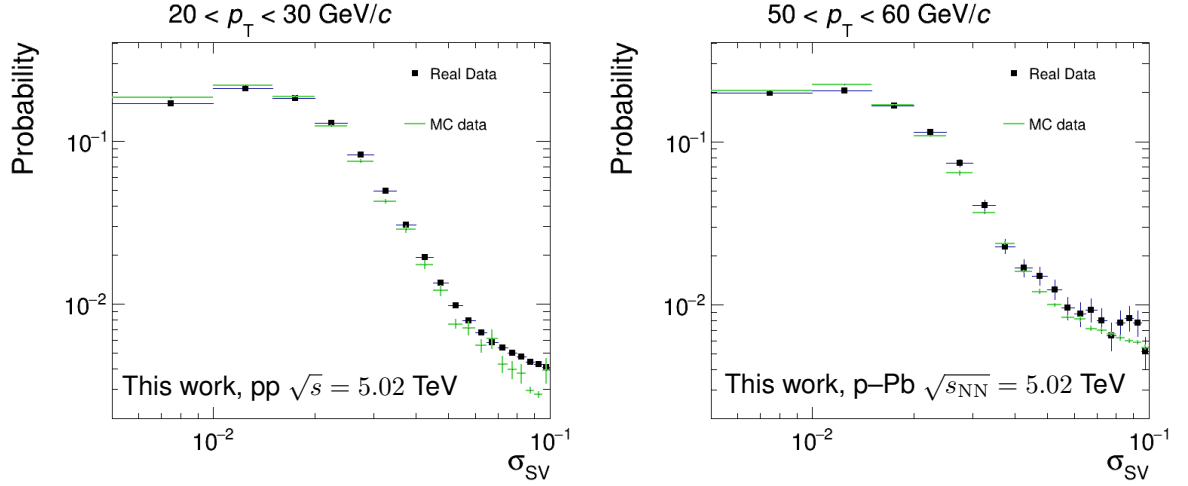 20 < pT < 30 GeV/c
Probability
Real Data
MC data
10⁻¹
10⁻²
This work, pp √s = 5.02 TeV
10⁻² 10⁻¹
σSV
50 < pT < 60 GeV/c
Probability
Real Data
MC data
10⁻¹
10⁻²
This work, p–Pb √sNN = 5.02 TeV
10⁻² 10⁻¹
σSV